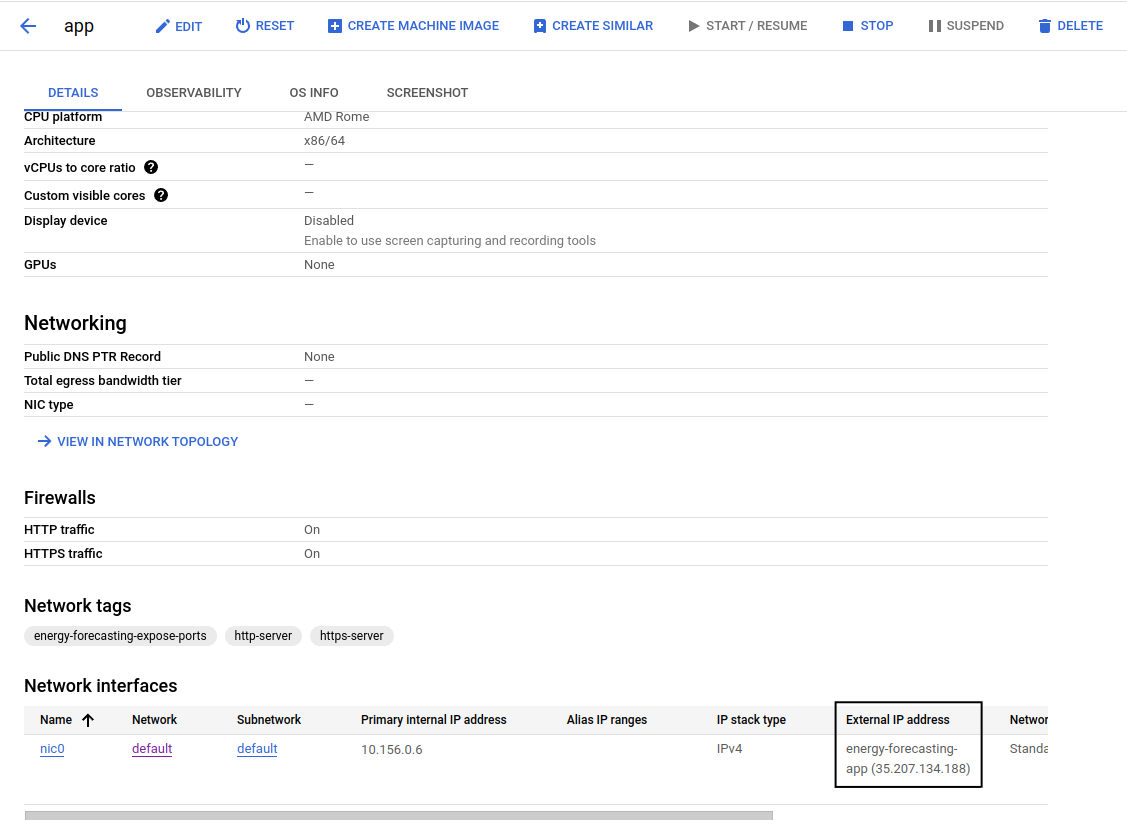 app EDIT RESET CREATE MACHINE IMAGE CREATE SIMILAR START / RESUME STOP SUSPEND DELETE
DETAILS OBSERVABILITY OS INFO SCREENSHOT
CPU platform AMD Rome
Architecture x86/64
vCPUs to core ratio ? —
Custom visible cores ? —
Display device Disabled
Enable to use screen capturing and recording tools
GPUs None
Networking
Public DNS PTR Record None
Total egress bandwidth tier —
NIC type —
VIEW IN NETWORK TOPOLOGY
Firewalls
HTTP traffic On
HTTPS traffic On
Network tags
energy-forecasting-expose-ports http-server https-server
Network interfaces
Name Network Subnetwork Primary internal IP address Alias IP ranges IP stack type External IP address Networ
nic0 default default 10.156.0.6 IPv4 energy-forecasting- Standa
app (35.207.134.188)